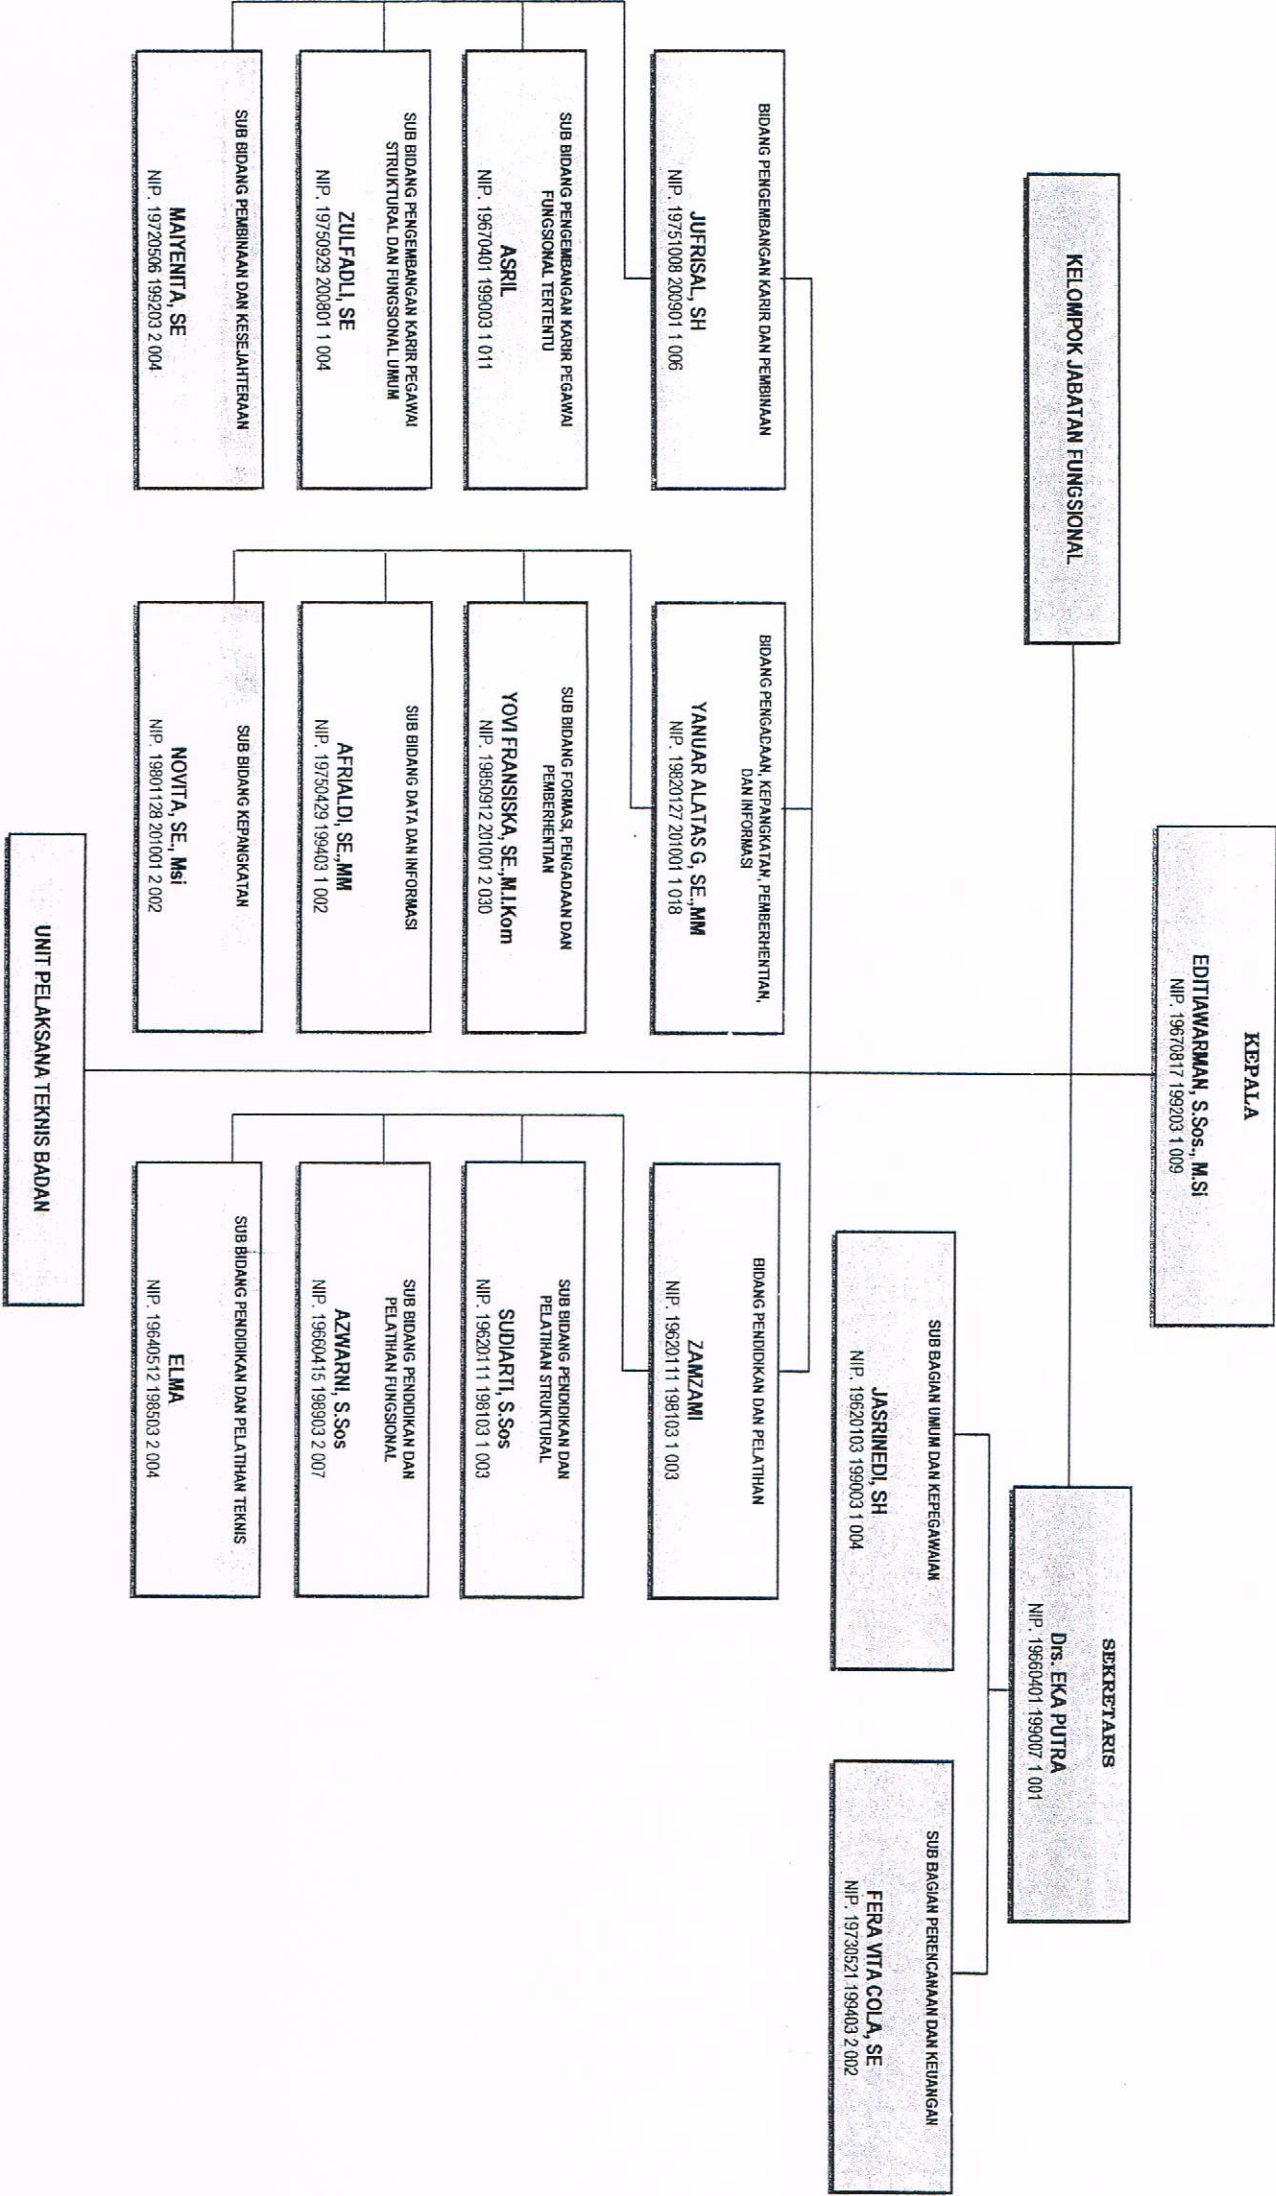 KEPALA
EDITIAWARMAN, S.Sos., M.Si
NIP. 19670817 199203 1 009
KELOMPOK JABATAN FUNGSIONAL
SEKRETARIS
Drs. EKA PUTRA
NIP. 19660401 199007 1 001
SUB BAGIAN UMUM DAN KEPEGAWAIAN
JASRINEDI, SH
NIP. 19620103 199003 1 004
SUB BAGIAN PERENCANAAN DAN KEUANGAN
FERA VITA COLA, SE
NIP. 19730521 199403 2 002
BIDANG PENGEMBANGAN KARIR DAN PEMBINAAN
JUFRISAL, SH
NIP. 19751008 200901 1 006
SUB BIDANG PENGEMBANGAN KARIR PEGAWAI
FUNGSIONAL TERTENTU
ASRIL
NIP. 19670401 199003 1 011
SUB BIDANG PENGEMBANGAN KARIR PEGAWAI
STRUKTURAL DAN FUNGSIONAL UMUM
ZULFADLI, SE
NIP. 19750929 200801 1 004
SUB BIDANG PEMBINAAN DAN KESEJAHTERAAN
MAIYENITA, SE
NIP. 19720506 199203 2 004
BIDANG PENGACAAN, KEPANGKATAN, PEMBERHENTIAN,
DAN INFORMASI
YANUAR ALATAS G, SE.,MM
NIP. 19820127 201001 1 018
SUB BIDANG FORMASI, PENGADAAN DAN
PEMBERHENTIAN
YOVI FRANSISKA, SE.,M.I.Kom
NIP. 19850912 201001 2 030
SUB BIDANG DATA DAN INFORMASI
AFRIALDI, SE.,MM
NIP. 19750429 199403 1 002
SUB BIDANG KEPANGKATAN
NOVITA, SE., Msi
NIP. 19801128 201001 2 002
BIDANG PENDIDIKAN DAN PELATIHAN
ZAMZAMI
NIP. 19620111 198103 1 003
SUB BIDANG PENDIDIKAN DAN
PELATIHAN STRUKTURAL
SUDIARTI, S.Sos
NIP. 19620111 198103 1 003
SUB BIDANG PENDIDIKAN DAN
PELATIHAN FUNGSIONAL
AZWARNI, S.Sos
NIP. 19660415 198903 2 007
SUB BIDANG PENDIDIKAN DAN PELATIHAN TEKNIS
ELMA
NIP. 19640512 198503 2 004
UNIT PELAKSANA TEKNIS BADAN